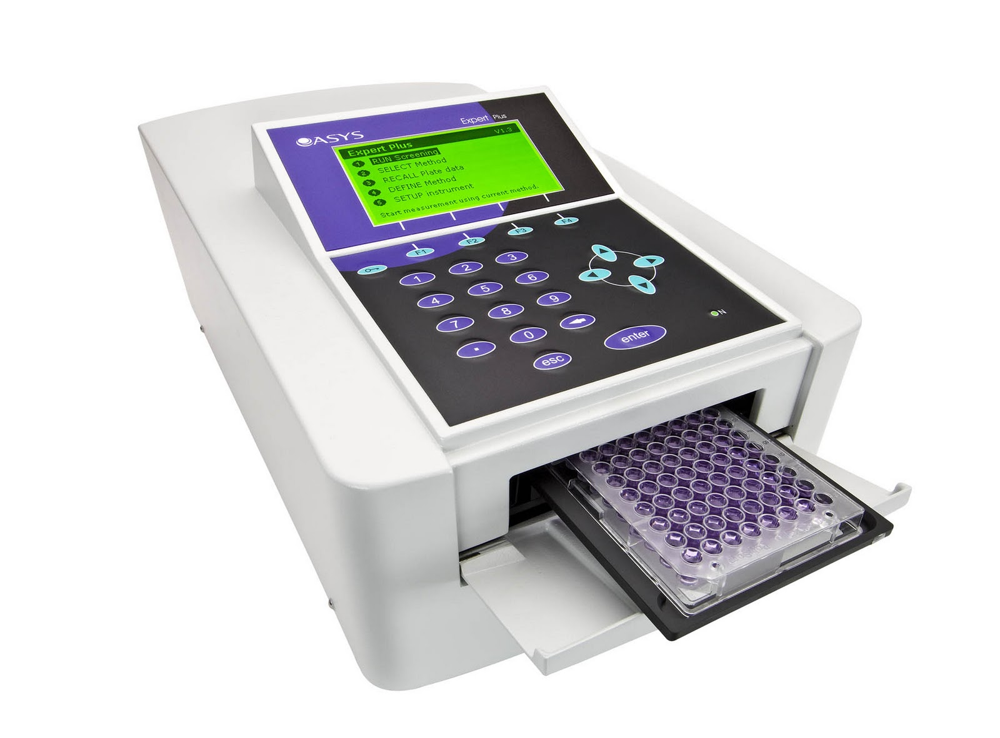 ASYS
Expert Plus
Expert Plus V1.3
1 RUN Screening
2 SELECT Method
3 RECALL Plate data
4 DEFINE Method
5 SETUP instrument
Start measurement using current method.
F1 F2 F3 F4
1 2 3
4 5 6
7 8 9
. 0
esc enter
N